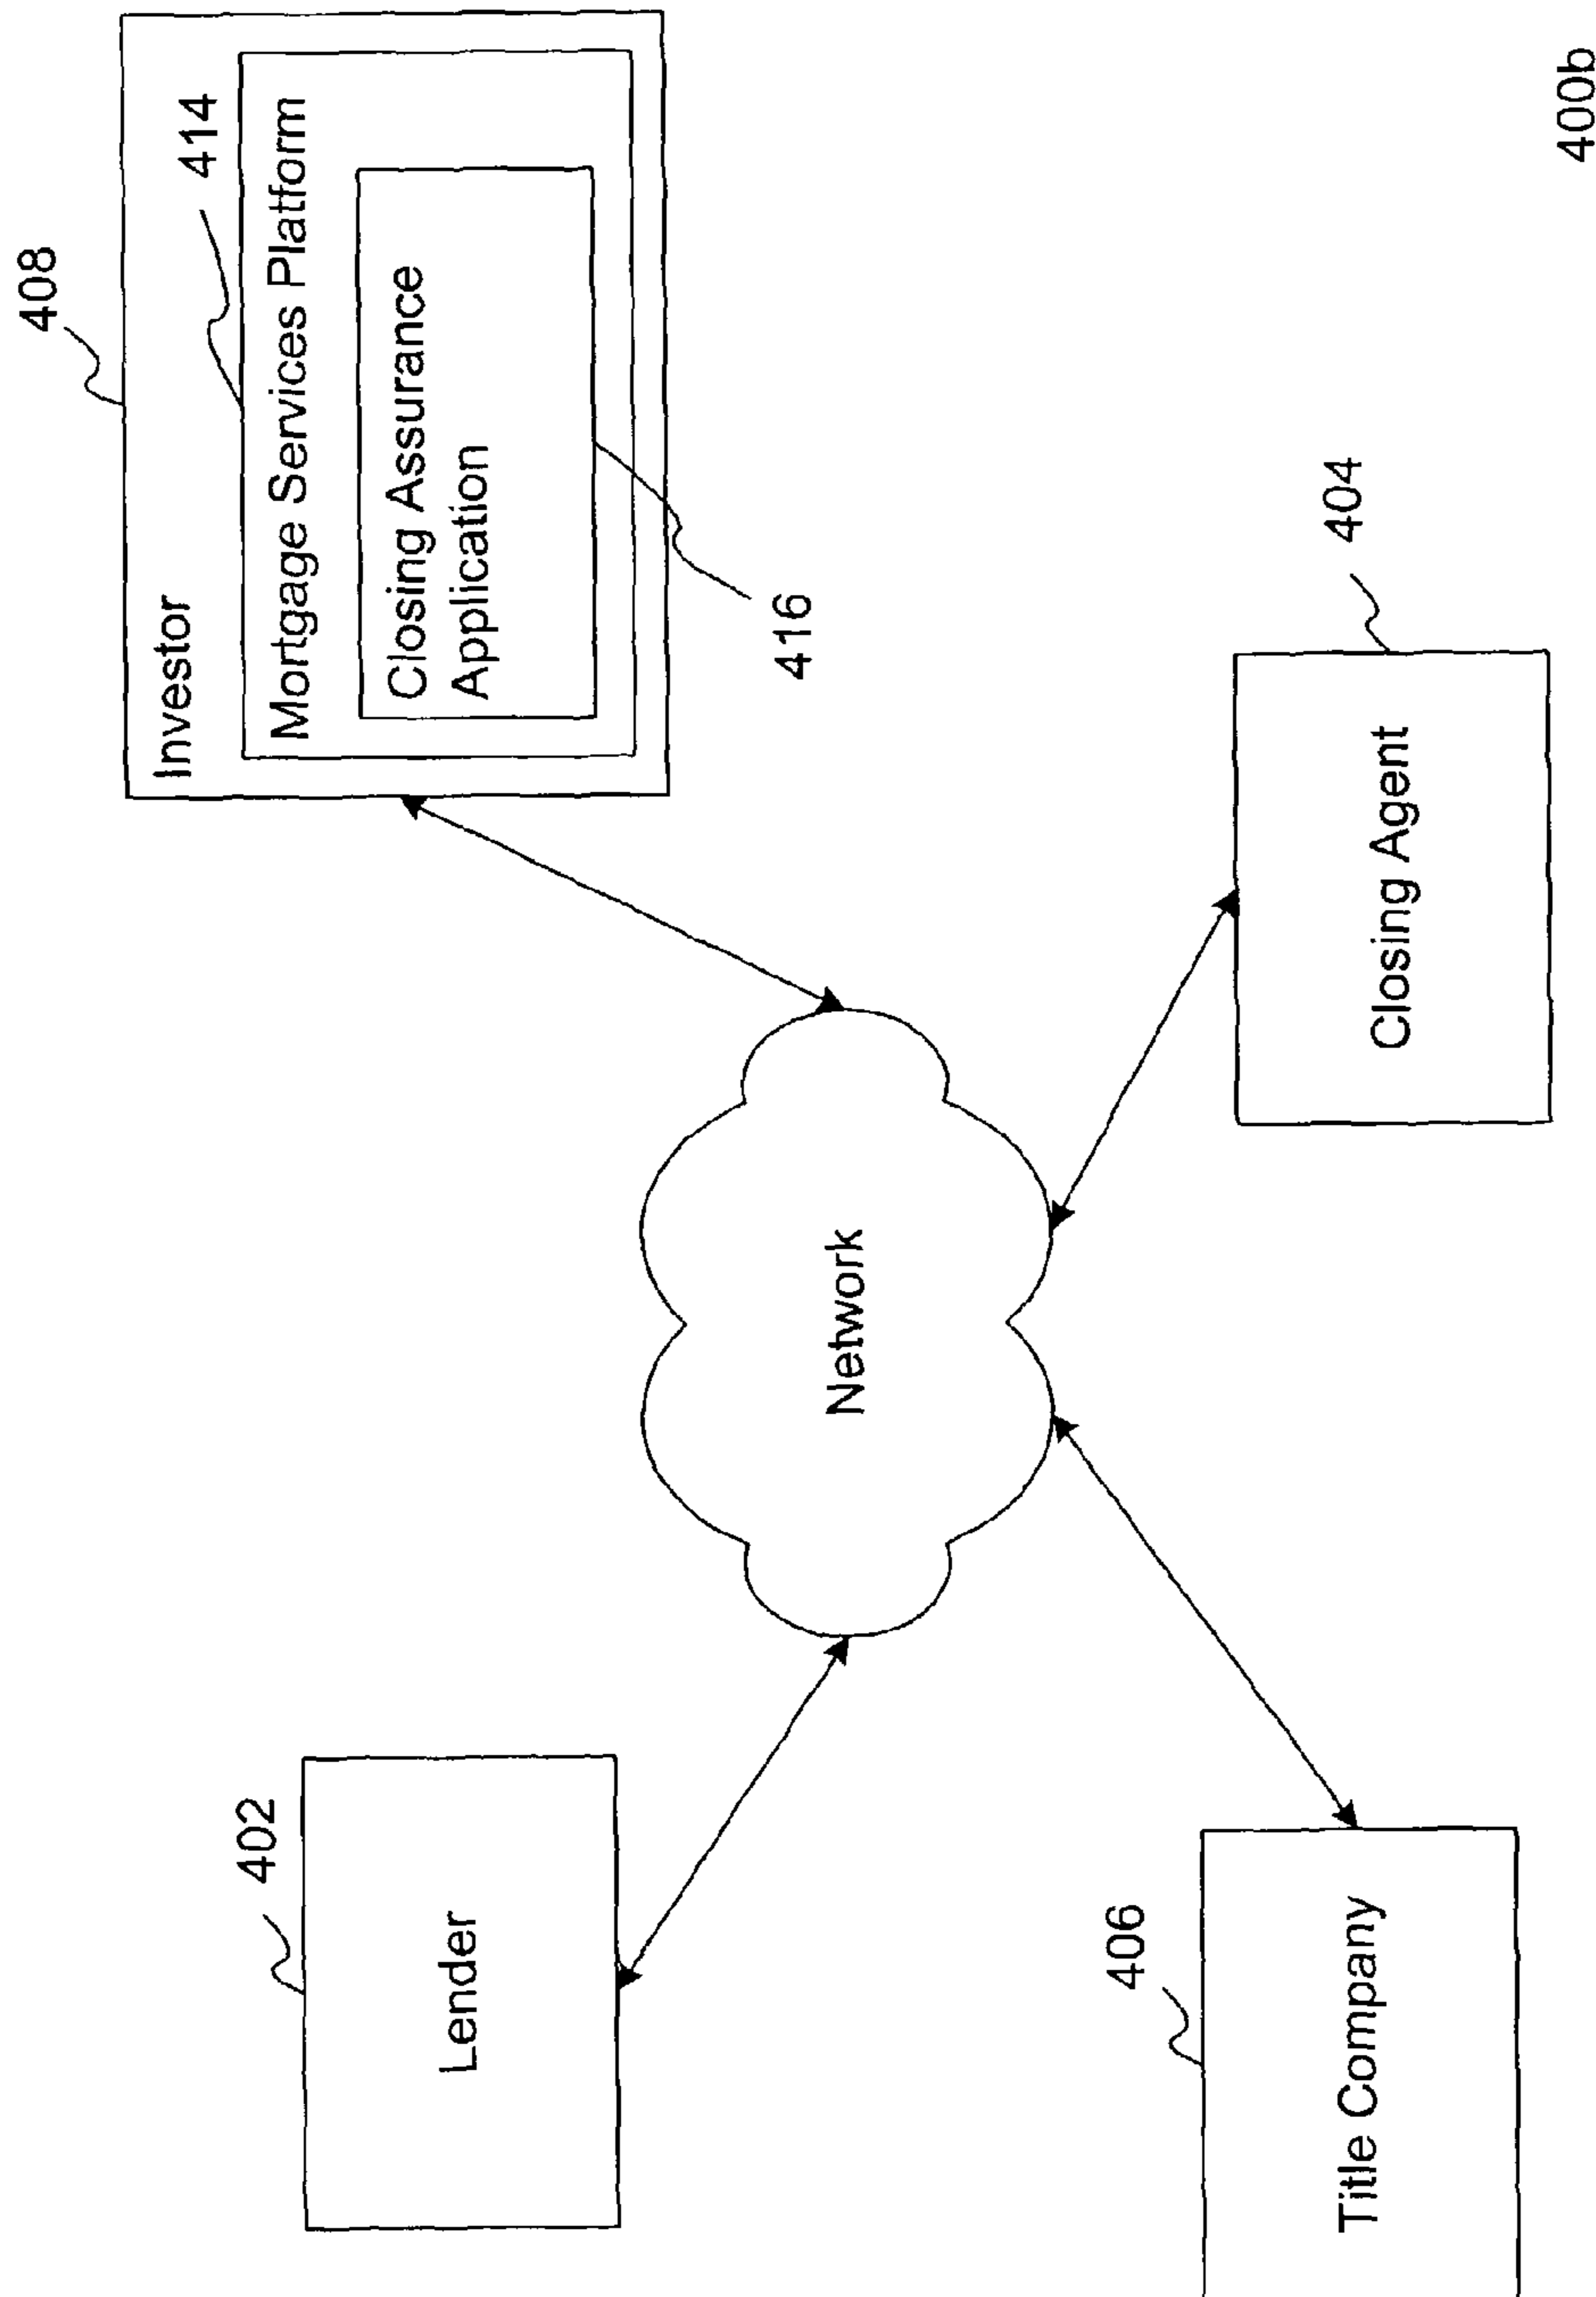 408
Investor
414
Mortgage Services Platform
Closing Assurance
Application
416
402
Lender
Network
406
Title Company
404
Closing Agent
400b